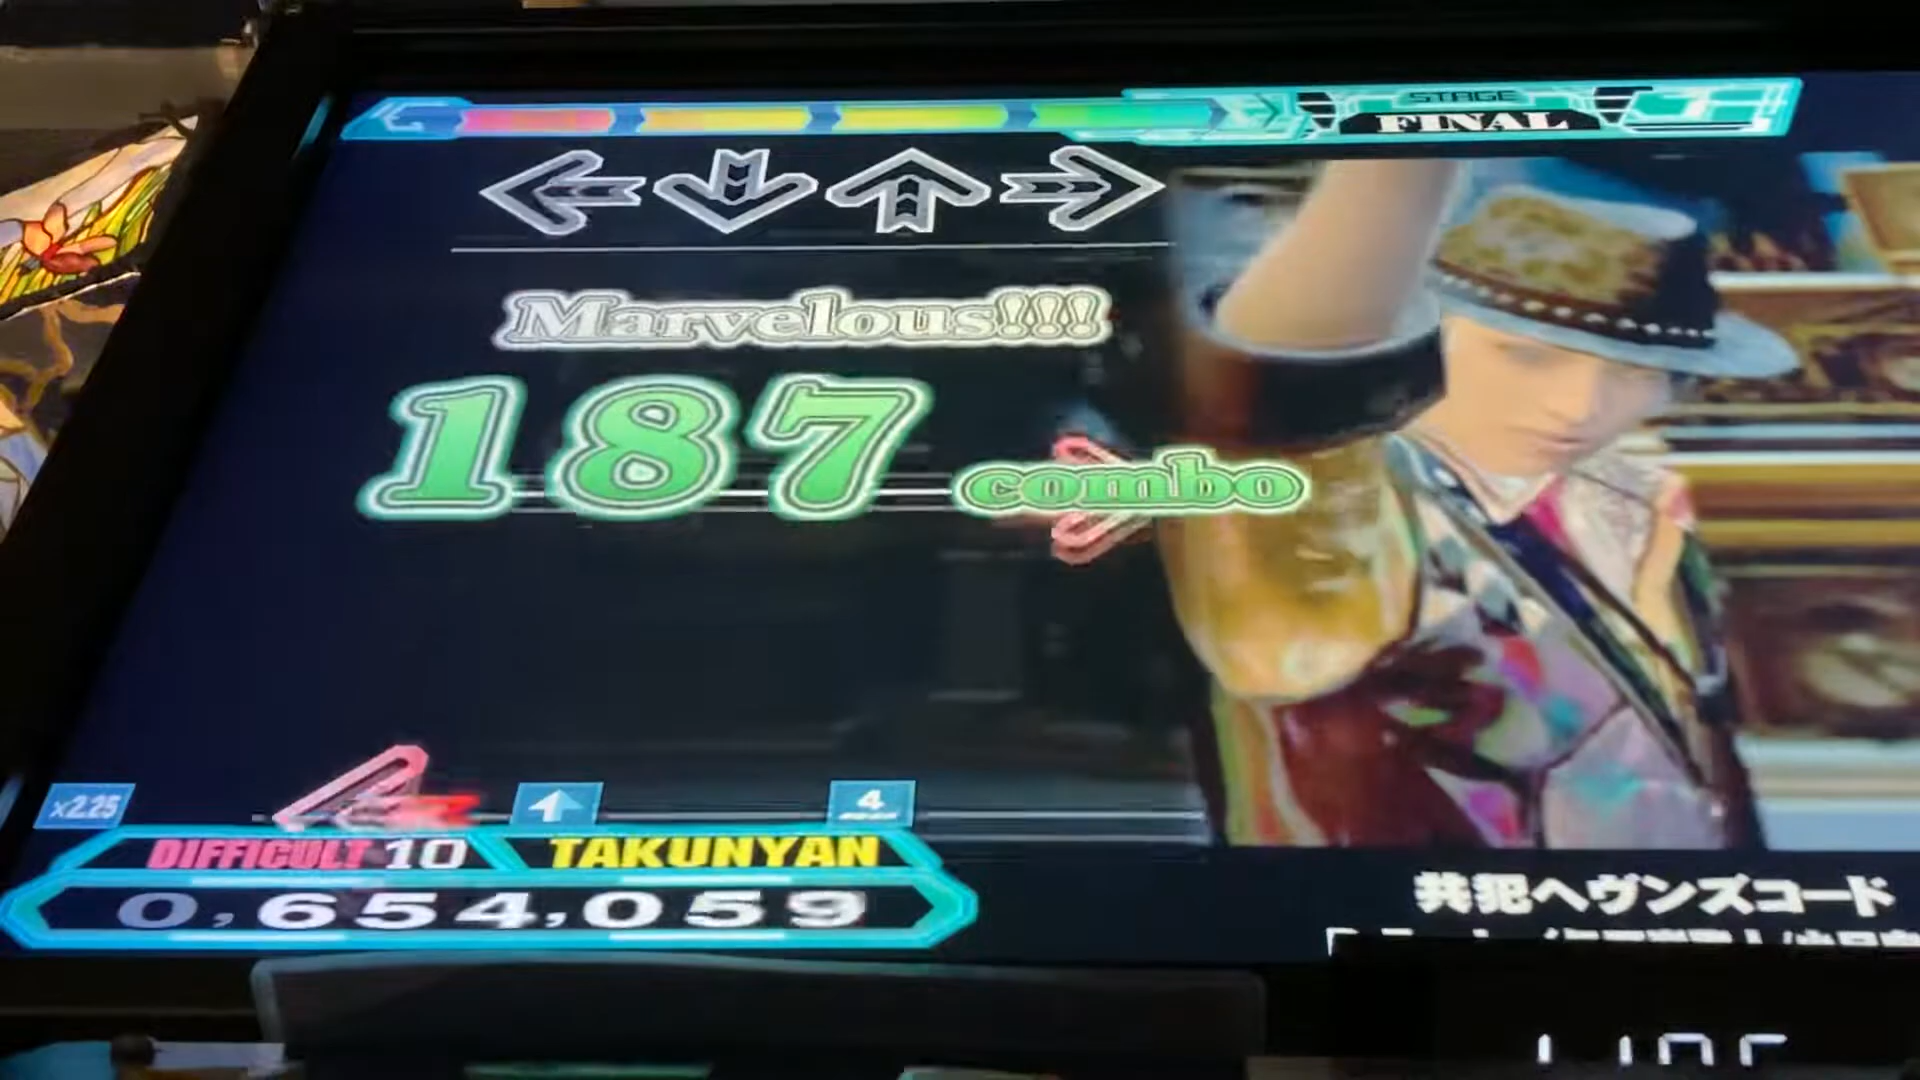 STAGE
FINAL
Marvelous!!!
187 combo
x2.25
4
DIFFICULT 10 TAKUNYAN
0,654,059
共犯ヘヴンズコード